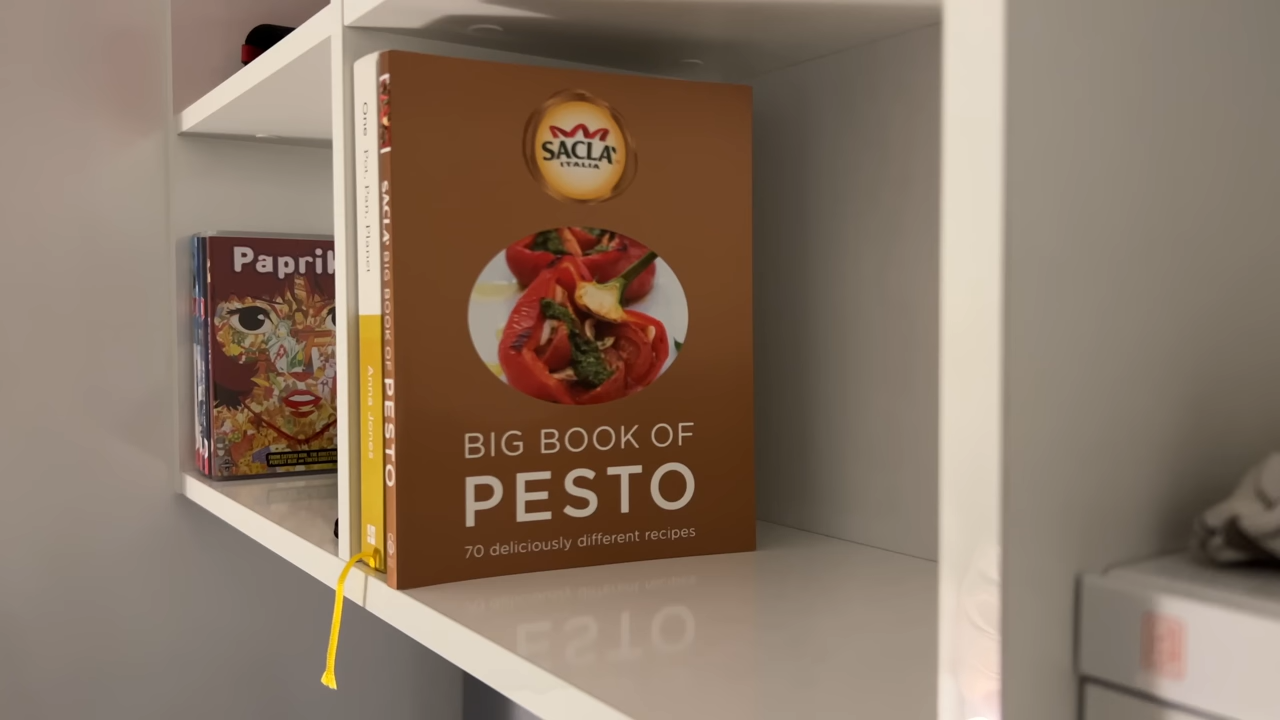 Paprik
One Pot, Pan, Planet
Anna Jones
SACLA' BIG BOOK OF PESTO
SACLA'
ITALIA
BIG BOOK OF
PESTO
70 deliciously different recipes